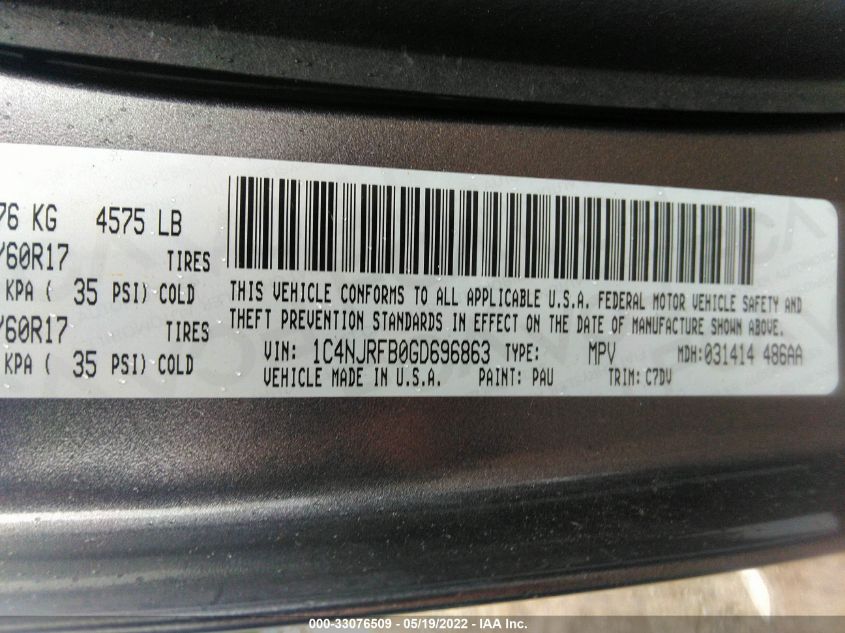 76 KG 4575 LB
/60R17 TIRES
KPA ( 35 PSI) COLD
/60R17 TIRES
KPA ( 35 PSI) COLD
THIS VEHICLE CONFORMS TO ALL APPLICABLE U.S.A. FEDERAL MOTOR VEHICLE SAFETY AND
THEFT PREVENTION STANDARDS IN EFFECT ON THE DATE OF MANUFACTURE SHOWN ABOVE.
VIN: 1C4NJRFB0GD696863 TYPE: MPV MDH:031414 486AA
VEHICLE MADE IN U.S.A. PAINT: PAU TRIM: C7DV
000-33076509 - 05/19/2022 - IAA Inc.